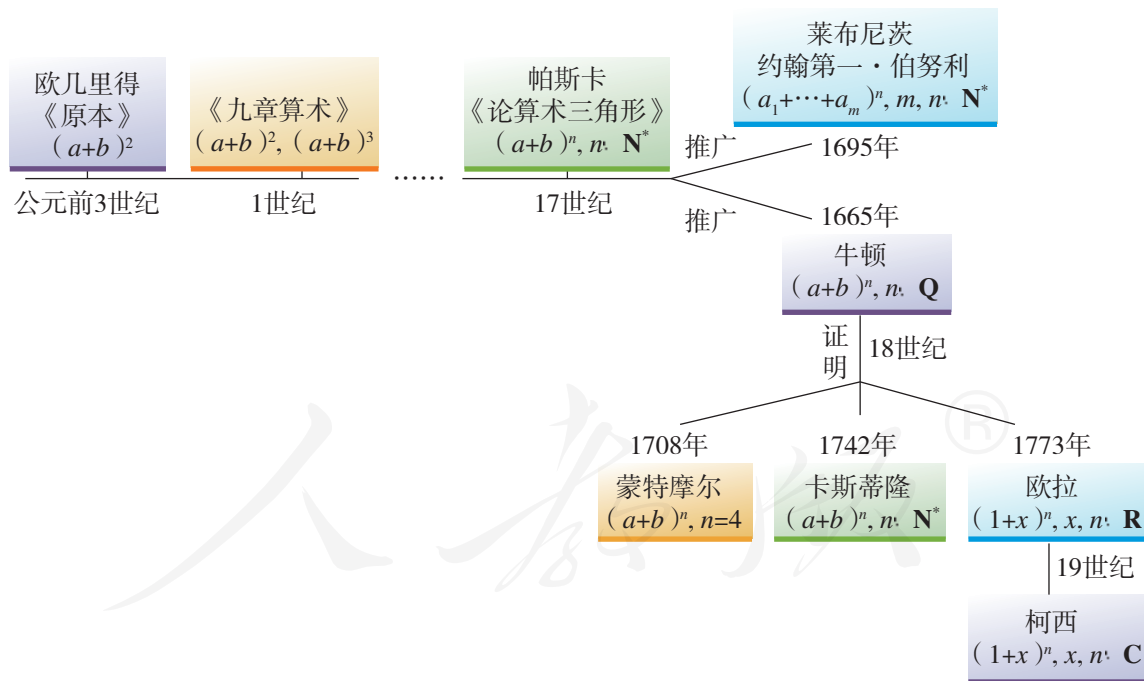 欧几里得
《原本》
(a+b)²
公元前3世纪
《九章算术》
(a+b)², (a+b)³
1世纪
……
帕斯卡
《论算术三角形》
(a+b)ⁿ, n N*
17世纪
推广
莱布尼茨
约翰第一·伯努利
(a₁+⋯+aₘ)ⁿ, m, n N*
1695年
推广
1665年
牛顿
(a+b)ⁿ, n Q
证明
18世纪
1708年
蒙特摩尔
(a+b)ⁿ, n=4
1742年
卡斯蒂隆
(a+b)ⁿ, n N*
1773年
欧拉
(1+x)ⁿ, x, n R
19世纪
柯西
(1+x)ⁿ, x, n C
人教版®